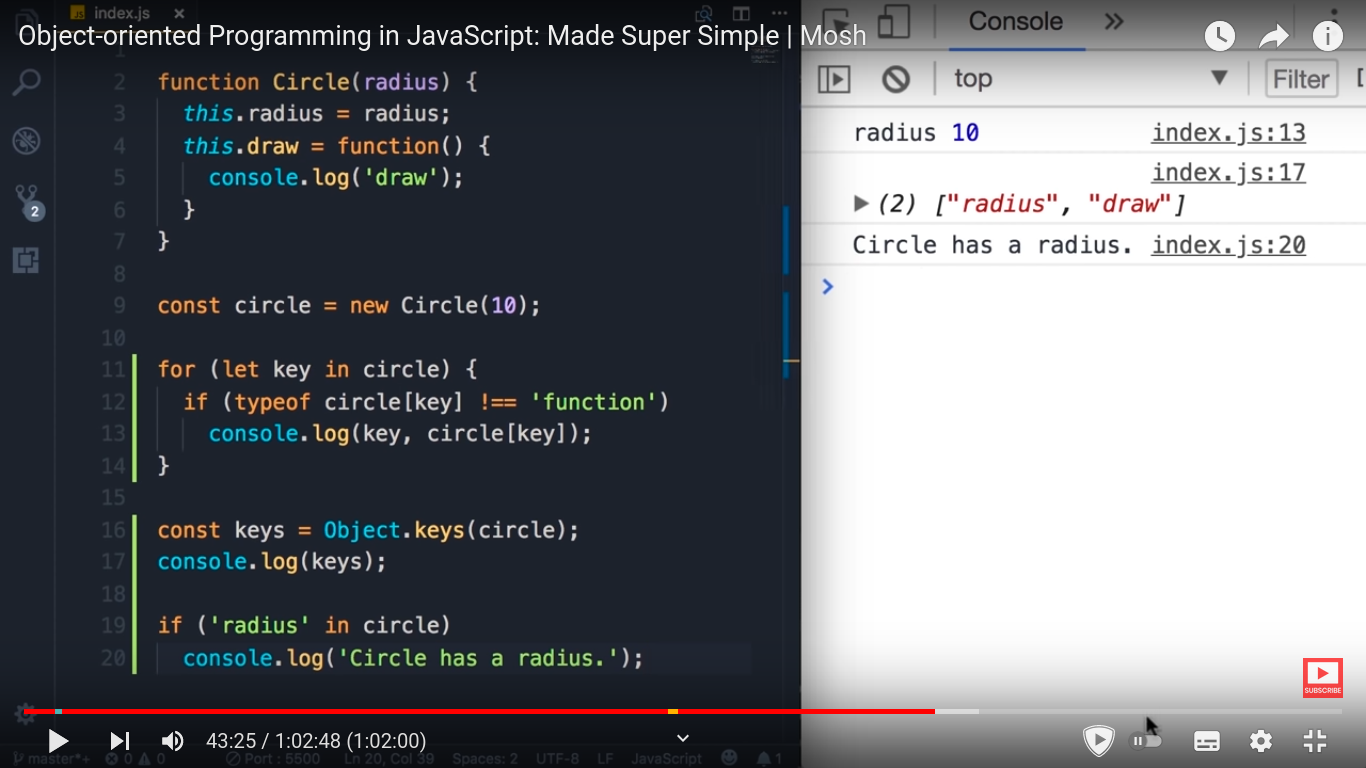 index.js
Object-oriented Programming in JavaScript: Made Super Simple | Mosh
Console
top
Filter
1
2 function Circle(radius) {
3 this.radius = radius;
4 this.draw = function() {
5 console.log('draw');
6 }
7 }
8
9 const circle = new Circle(10);
10
11 for (let key in circle) {
12 if (typeof circle[key] !== 'function')
13 console.log(key, circle[key]);
14 }
15
16 const keys = Object.keys(circle);
17 console.log(keys);
18
19 if ('radius' in circle)
20 console.log('Circle has a radius.');
2
radius 10 index.js:13
index.js:17
(2) ["radius", "draw"]
Circle has a radius. index.js:20
SUBSCRIBE
43:25 / 1:02:48 (1:02:00)
master*+ 0 0 Port : 5500 Ln 20, Col 39 Spaces: 2 UTF-8 LF JavaScript 1